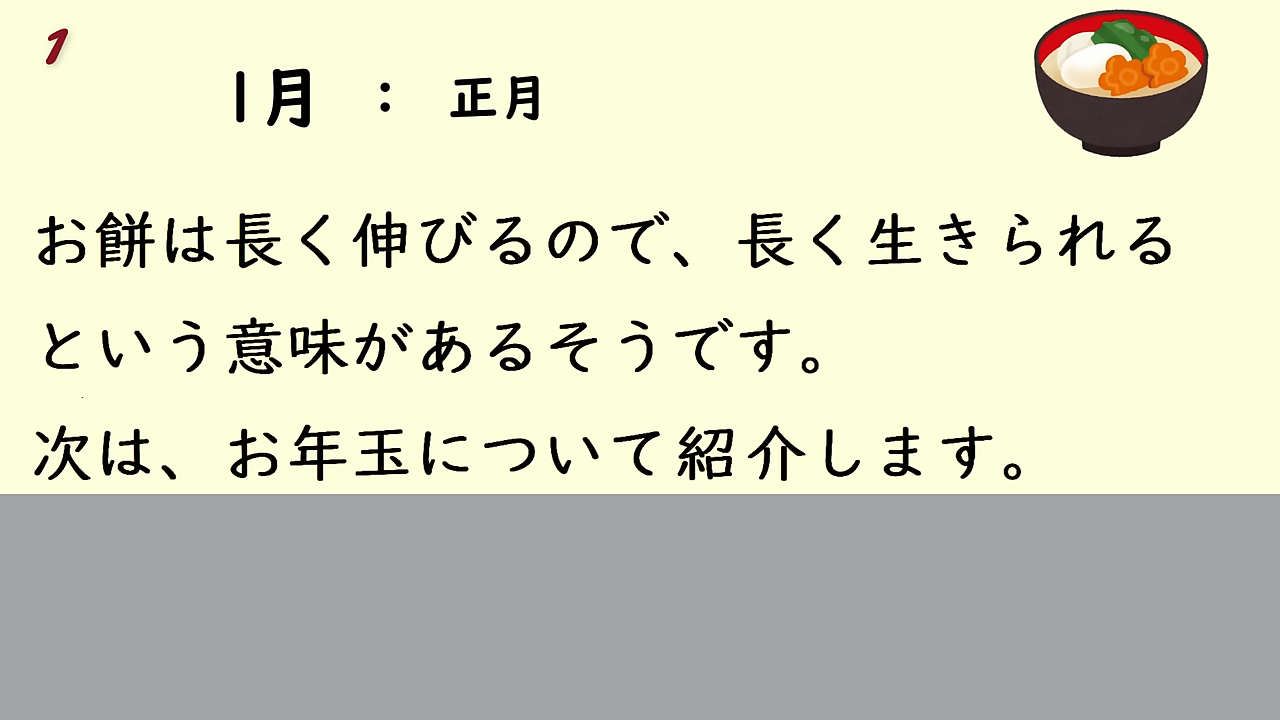 1
1月 : 正月
お餅は長く伸びるので、長く生きられる
という意味があるそうです。
次は、お年玉について紹介します。